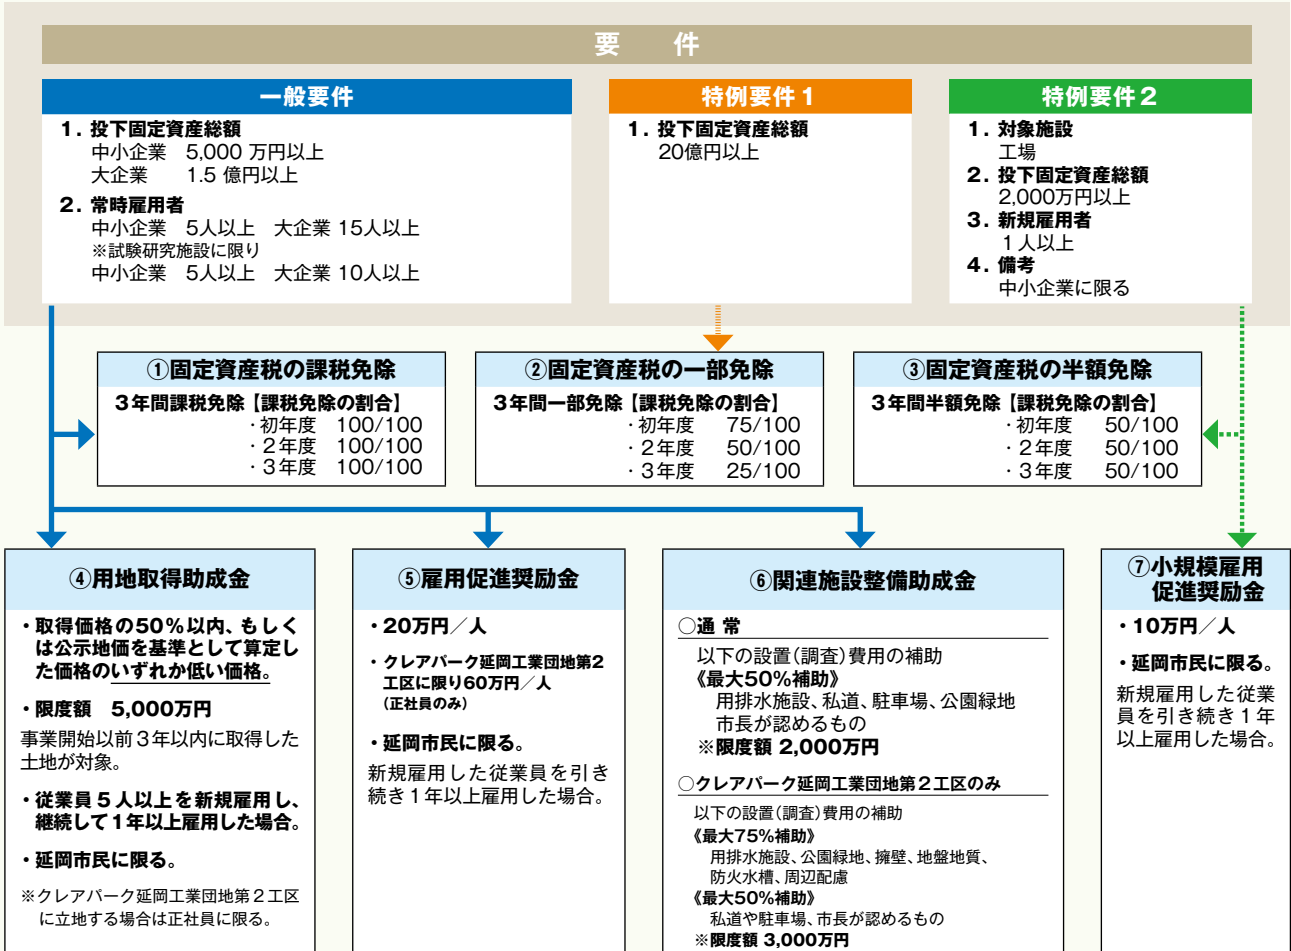 要 件
一般要件
1. 投下固定資産総額
中小企業 5,000 万円以上
大企業 1.5 億円以上
2. 常時雇用者
中小企業 5人以上 大企業 15人以上
※試験研究施設に限り
中小企業 5人以上 大企業 10人以上
特例要件1
1. 投下固定資産総額
20億円以上
特例要件2
1. 対象施設
工場
2. 投下固定資産総額
2,000万円以上
3. 新規雇用者
1人以上
4. 備考
中小企業に限る
①固定資産税の課税免除
3年間課税免除【課税免除の割合】
・初年度 100/100
・2年度 100/100
・3年度 100/100
②固定資産税の一部免除
3年間一部免除【課税免除の割合】
・初年度 75/100
・2年度 50/100
・3年度 25/100
③固定資産税の半額免除
3年間半額免除【課税免除の割合】
・初年度 50/100
・2年度 50/100
・3年度 50/100
④用地取得助成金
・取得価格の50%以内、もしく
は公示地価を基準として算定し
た価格のいずれか低い価格。
・限度額 5,000万円
事業開始以前3年以内に取得した
土地が対象。
・従業員5人以上を新規雇用し、
継続して1年以上雇用した場合。
・延岡市民に限る。
※クレアパーク延岡工業団地第2工区
に立地する場合は正社員に限る。
⑤雇用促進奨励金
・20万円/人
・クレアパーク延岡工業団地第2
工区に限り60万円/人
(正社員のみ)
・延岡市民に限る。
新規雇用した従業員を引き
続き1年以上雇用した場合。
⑥関連施設整備助成金
○通 常
以下の設置(調査)費用の補助
《最大50%補助》
用排水施設、私道、駐車場、公園緑地
市長が認めるもの
※限度額 2,000万円
○クレアパーク延岡工業団地第2工区のみ
以下の設置(調査)費用の補助
《最大75%補助》
用排水施設、公園緑地、擁壁、地盤地質、
防火水槽、周辺配慮
《最大50%補助》
私道や駐車場、市長が認めるもの
※限度額 3,000万円
⑦小規模雇用
促進奨励金
・10万円/人
・延岡市民に限る。
新規雇用した従業
員を引き続き1年
以上雇用した場合。